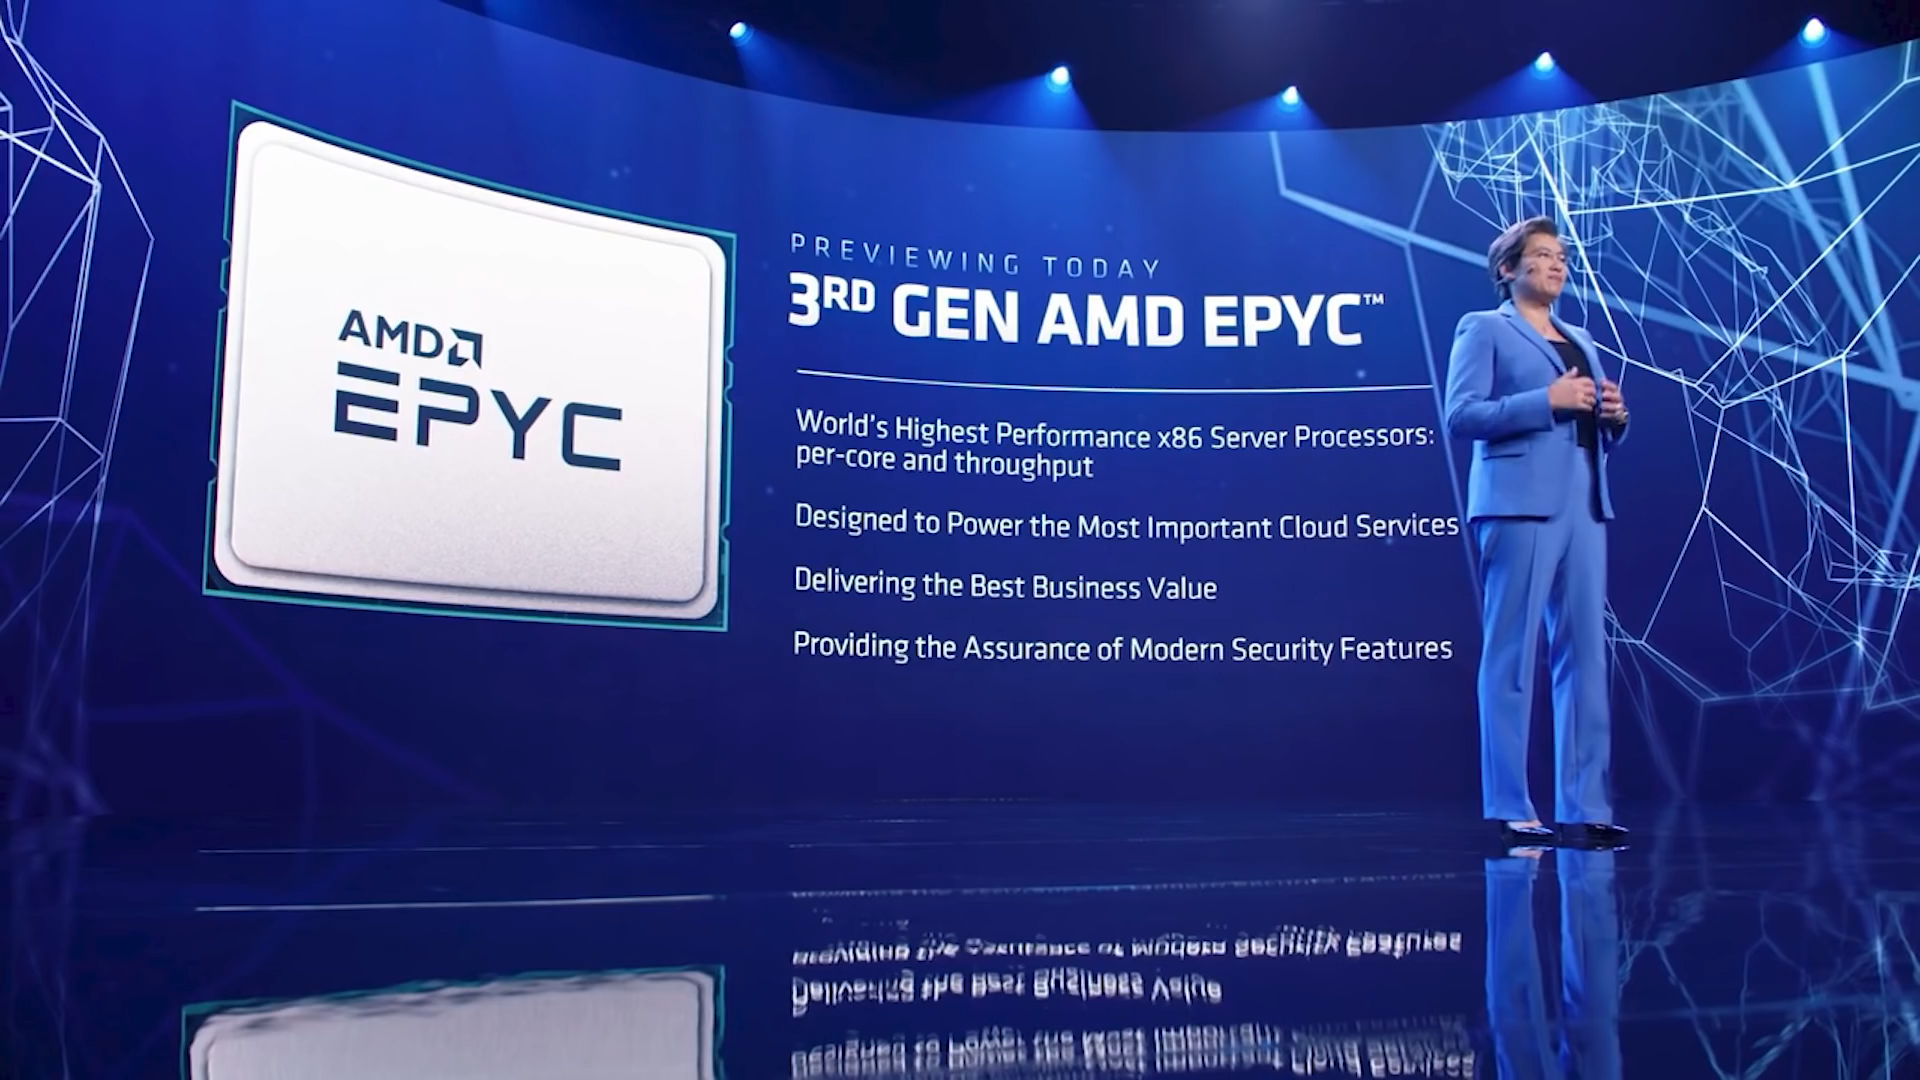 AMD
EPYC
PREVIEWING TODAY
3RD GEN AMD EPYC™
World's Highest Performance x86 Server Processors:
per-core and throughput
Designed to Power the Most Important Cloud Services
Delivering the Best Business Value
Providing the Assurance of Modern Security Features